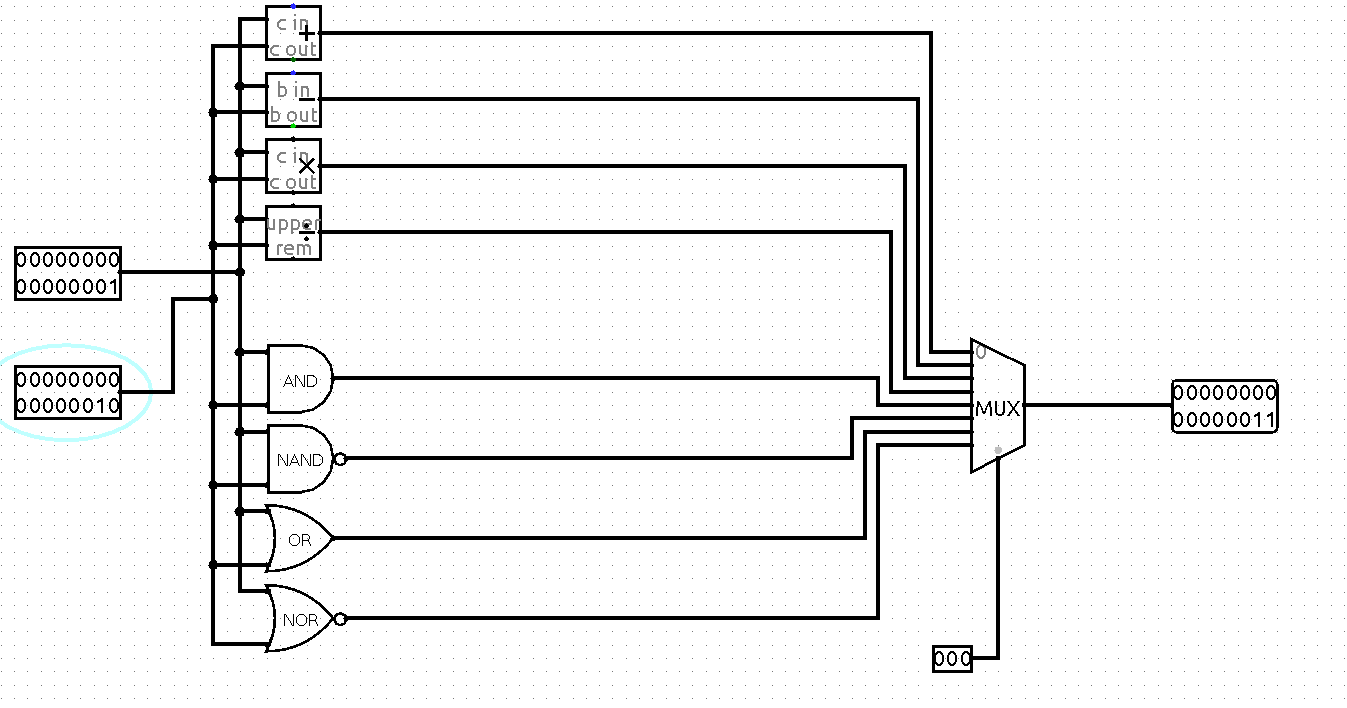 c in
+
c out
b in
−
b out
c in
×
c out
upper
÷
rem
00000000
00000001
00000000
00000010
AND
NAND
OR
NOR
0
MUX
00000000
00000011
000